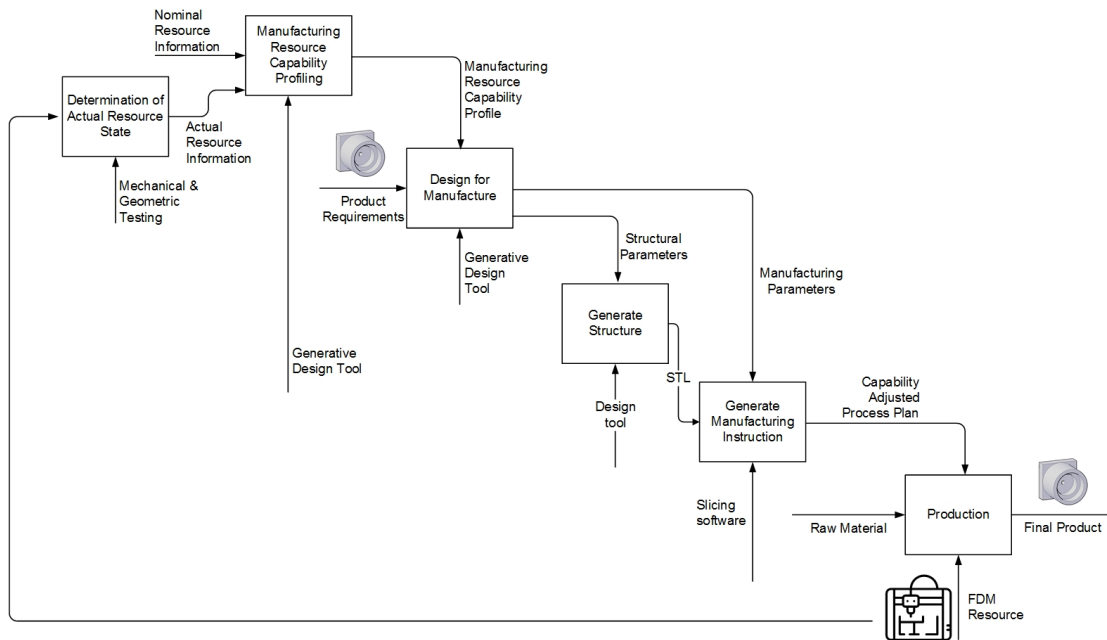 Nominal
Resource
Information
Manufacturing
Resource
Capability
Profiling
Manufacturing
Resource
Capability
Profile
Determination of
Actual Resource
State
Actual
Resource
Information
Mechanical &
Geometric
Testing
Design for
Manufacture
Product
Requirements
Generative
Design
Tool
Structural
Parameters
Manufacturing
Parameters
Generative
Design Tool
Generate
Structure
STL
Design
tool
Generate
Manufacturing
Instruction
Capability
Adjusted
Process Plan
Slicing
software
Raw Material
Production
Final Product
FDM
Resource